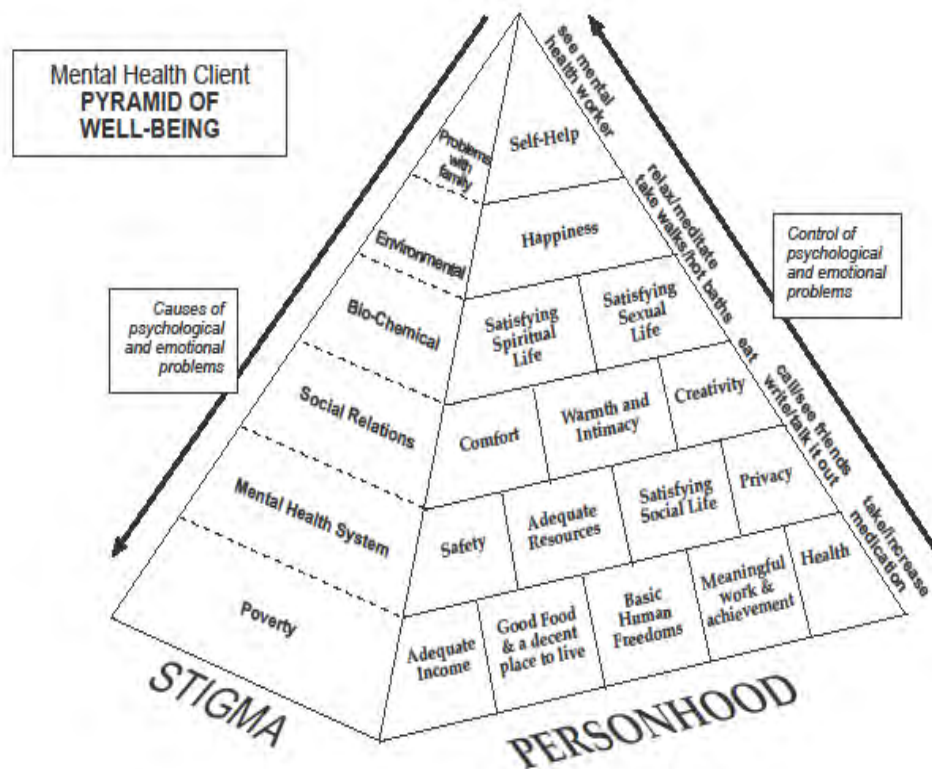 Mental Health Client
PYRAMID OF
WELL-BEING
Causes of
psychological
and emotional
problems
Control of
psychological
and emotional
problems
Problems
with
family
Environmental
Bio-Chemical
Social Relations
Mental Health System
Poverty
STIGMA
Self-Help
Happiness
Satisfying
Spiritual
Life
Satisfying
Sexual
Life
Comfort
Warmth and
Intimacy
Creativity
Safety
Adequate
Resources
Satisfying
Social Life
Privacy
Adequate
Income
Good Food
& a decent
place to live
Basic
Human
Freedoms
Meaningful
work &
achievement
Health
PERSONHOOD
see mental
health worker
relax/meditate
take walks/hot baths
eat
call/see friends
write/talk it out
take/increase
medication